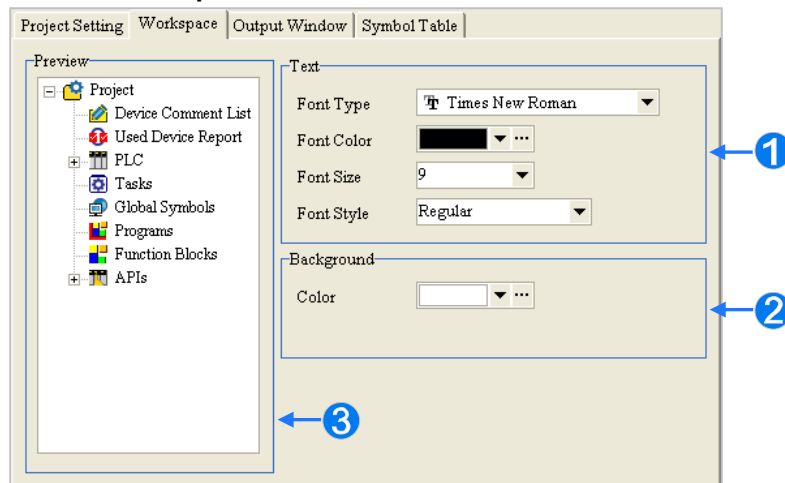 Project Setting Workspace Output Window Symbol Table
Preview
Project
Device Comment List
Used Device Report
PLC
Tasks
Global Symbols
Programs
Function Blocks
APIs
Text
Font Type Times New Roman
Font Color
Font Size 9
Font Style Regular
1
Background
Color
2
3